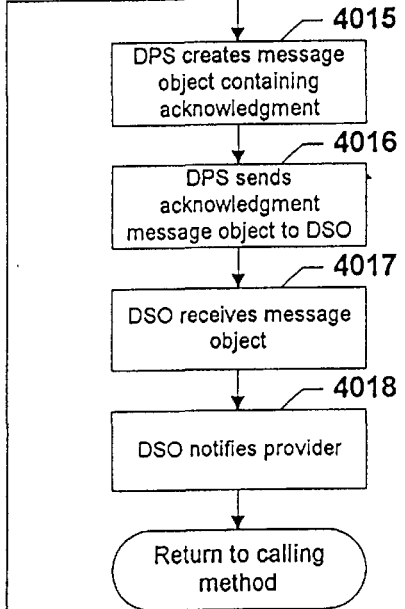 4015
DPS creates message
object containing
acknowledgment
4016
DPS sends
acknowledgment
message object to DSO
4017
DSO receives message
object
4018
DSO notifies provider
Return to calling
method